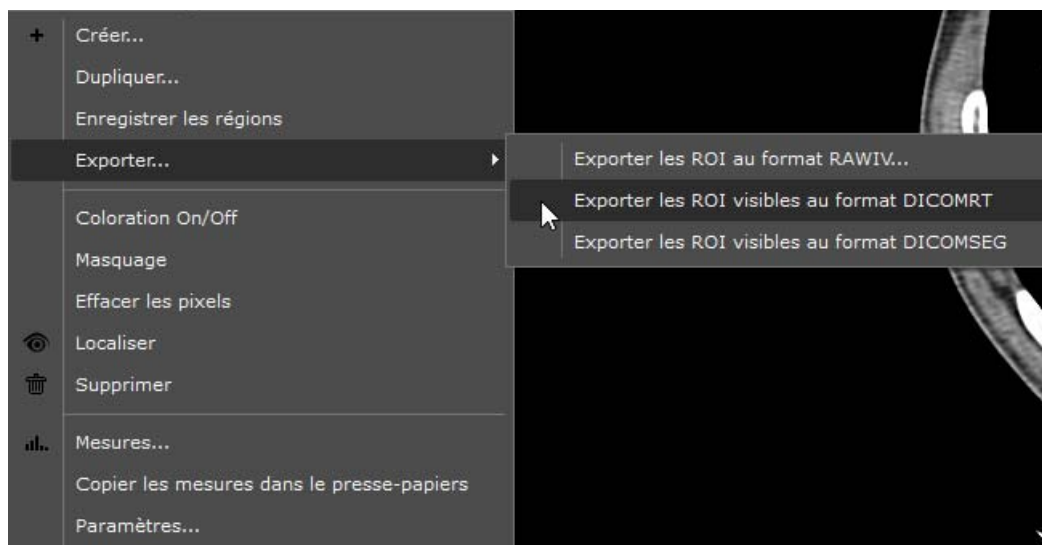 Créer...
Dupliquer...
Enregistrer les régions
Exporter...
Exporter les ROI au format RAWIV...
Exporter les ROI visibles au format DICOMRT
Exporter les ROI visibles au format DICOMSEG
Coloration On/Off
Masquage
Effacer les pixels
Localiser
Supprimer
Mesures...
Copier les mesures dans le presse-papiers
Paramètres...